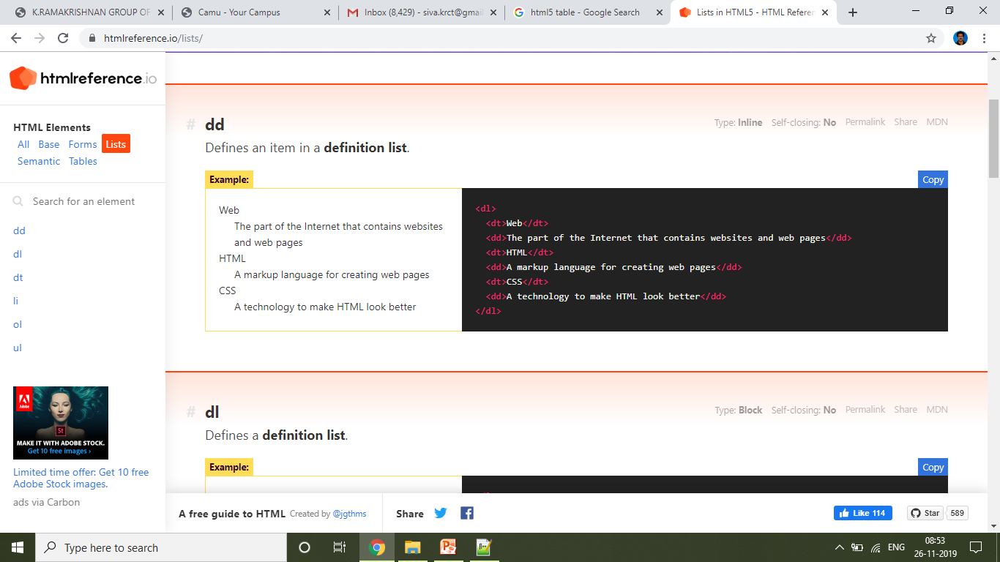 K.RAMAKRISHNAN GROUP OF
Camu - Your Campus
Inbox (8,429) - siva.krct@gmai
html5 table - Google Search
Lists in HTML5 - HTML Referen
htmlreference.io/lists/
htmlreference.io
HTML Elements
All Base Forms Lists
Semantic Tables
Search for an element
dd
dl
dt
li
ol
ul
Adobe
St
MAKE IT WITH ADOBE STOCK.
Get 10 free images ›
Limited time offer: Get 10 free
Adobe Stock images.
ads via Carbon
# dd
Type: Inline Self-closing: No Permalink Share MDN
Defines an item in a definition list.
Example:
Copy
Web
The part of the Internet that contains websites
and web pages
HTML
A markup language for creating web pages
CSS
A technology to make HTML look better
<dl>
<dt>Web</dt>
<dd>The part of the Internet that contains websites and web pages</dd>
<dt>HTML</dt>
<dd>A markup language for creating web pages</dd>
<dt>CSS</dt>
<dd>A technology to make HTML look better</dd>
</dl>
# dl
Type: Block Self-closing: No Permalink Share MDN
Defines a definition list.
Example:
Copy
A free guide to HTML Created by @jgthms
Share
Like 114
Star 589
Type here to search
ENG
08:53
26-11-2019